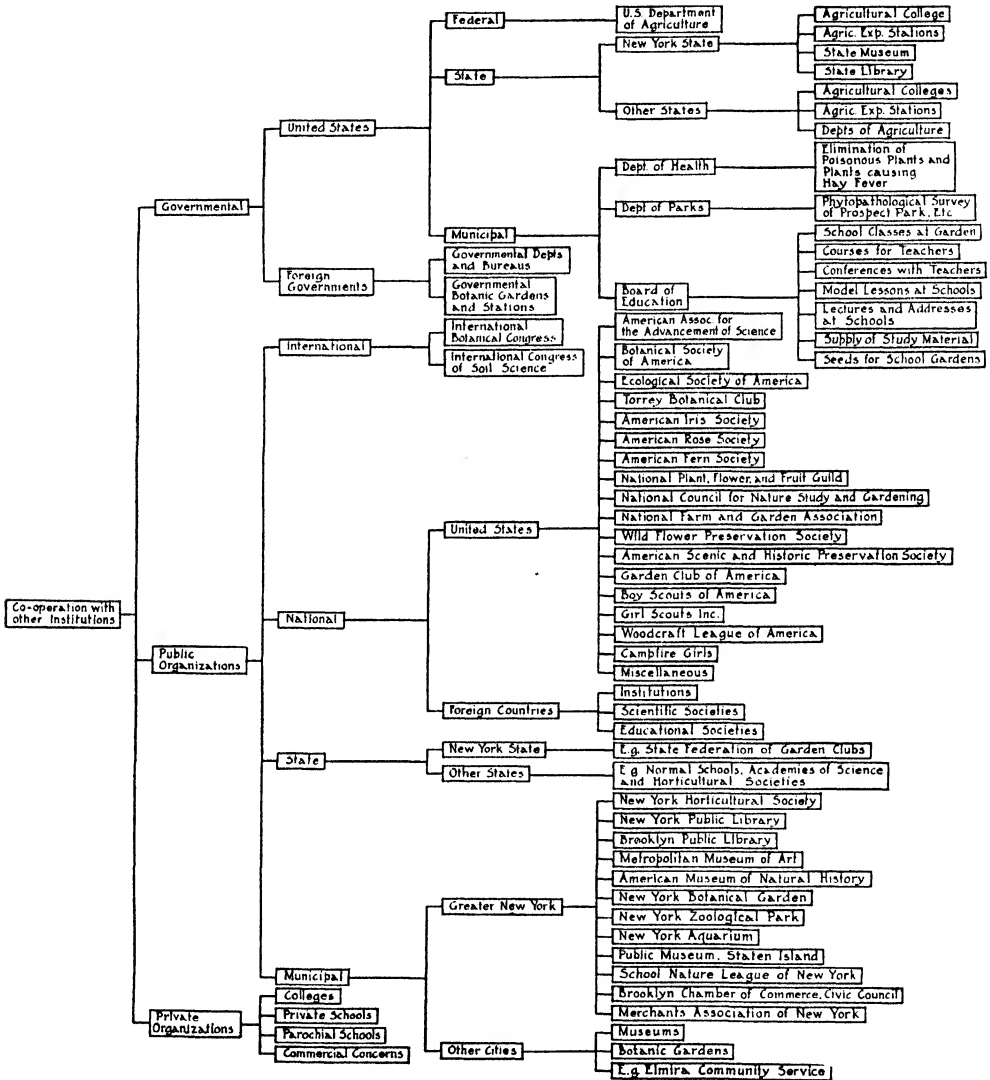 Co-operation with
other Institutions
Governmental
United States
Federal
U.S. Department
of Agriculture
State
New York State
Agricultural College
Agric. Exp. Stations
State Museum
State Library
Other States
Agricultural Colleges
Agric. Exp. Stations
Depts of Agriculture
Municipal
Dept. of Health
Elimination of
Poisonous Plants and
Plants causing
Hay Fever
Dept of Parks
Phytopathological Survey
of Prospect Park, Etc
Board of
Education
School Classes at Garden
Courses for Teachers
Conferences with Teachers
Model Lessons at Schools
Lectures and Addresses
at Schools
Supply of Study Material
Seeds for School Gardens
Foreign
Governments
Governmental Depts
and Bureaus
Governmental
Botanic Gardens
and Stations
Public
Organizations
International
International
Botanical Congress
International Congress
of Soil Science
National
United States
American Assoc. for
the Advancement of Science
Botanical Society
of America
Ecological Society of America
Torrey Botanical Club
American Iris Society
American Rose Society
American Fern Society
National Plant, Flower, and Fruit Guild
National Council for Nature Study and Gardening
National Farm and Garden Association
Wild Flower Preservation Society
American Scenic and Historic Preservation Society
Garden Club of America
Boy Scouts of America
Girl Scouts Inc.
Woodcraft League of America
Campfire Girls
Miscellaneous
Foreign Countries
Institutions
Scientific Societies
Educational Societies
State
New York State
E.g. State Federation of Garden Clubs
Other States
E.g. Normal Schools, Academies of Science
and Horticultural Societies
Municipal
Greater New York
New York Horticultural Society
New York Public Library
Brooklyn Public Library
Metropolitan Museum of Art
American Museum of Natural History
New York Botanical Garden
New York Zoological Park
New York Aquarium
Public Museum, Staten Island
School Nature League of New York
Brooklyn Chamber of Commerce, Civic Council
Merchants Association of New York
Other Cities
Museums
Botanic Gardens
E.g Elmira Community Service
Private
Organizations
Colleges
Private Schools
Parochial Schools
Commercial Concerns